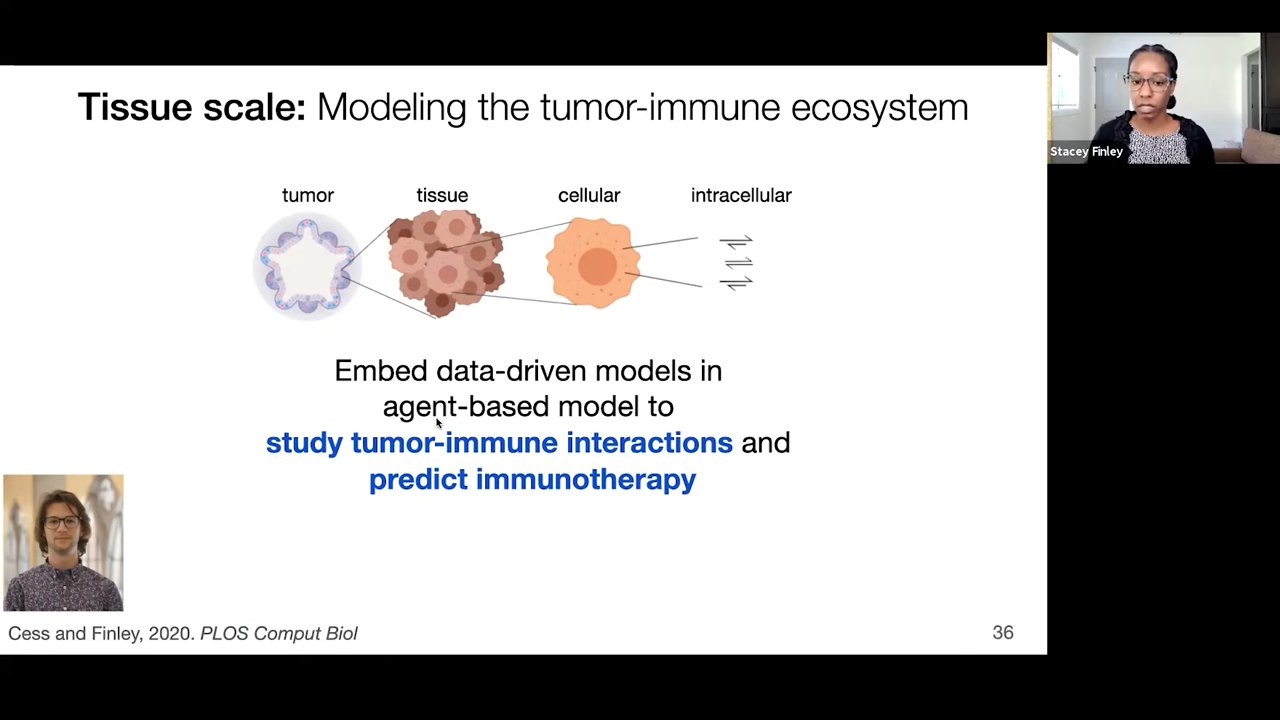 Tissue scale: Modeling the tumor-immune ecosystem
Stacey Finley
tumor tissue cellular intracellular
Embed data-driven models in
agent-based model to
study tumor-immune interactions and
predict immunotherapy
Cess and Finley, 2020. PLOS Comput Biol
36